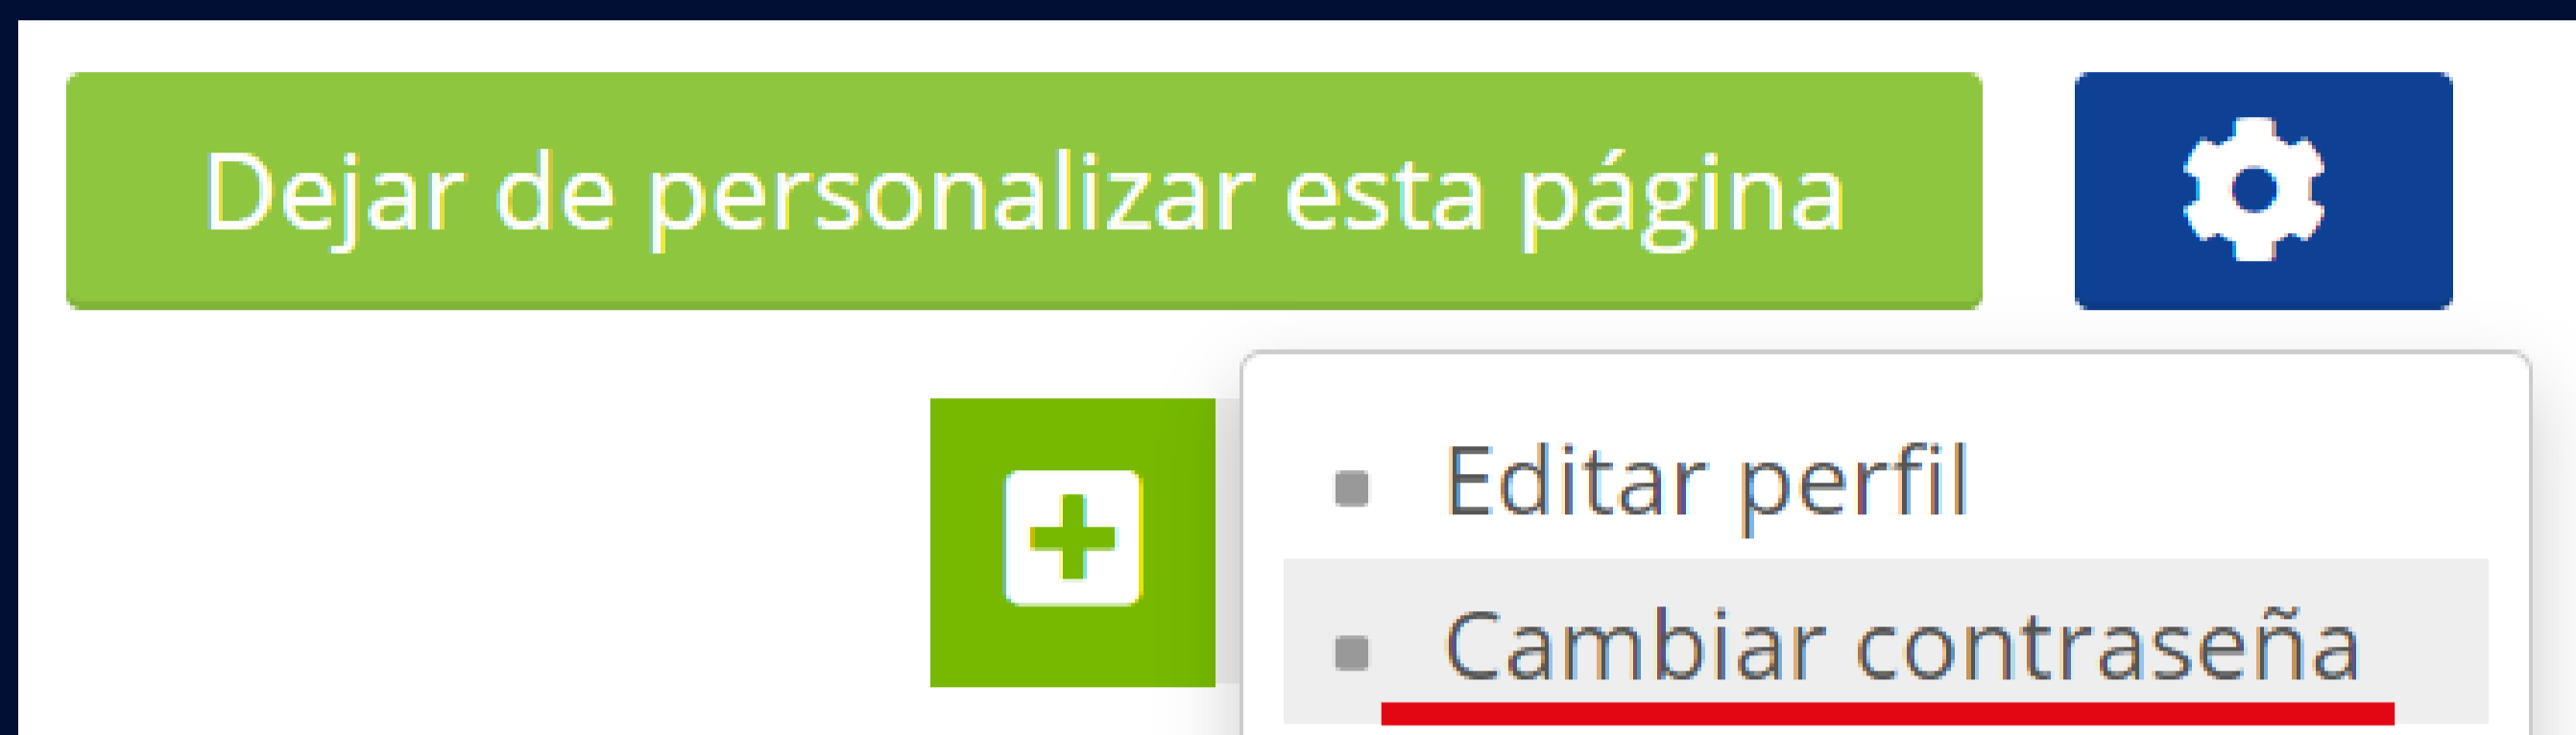 Dejar de personalizar esta página
Editar perfil
Cambiar contraseña